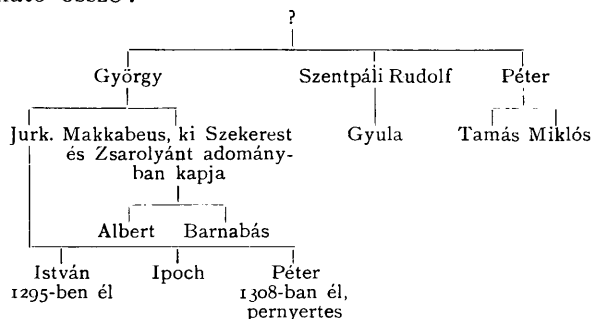 ?
György Szentpáli Rudolf Péter
Jurk. Makkabeus, ki Szekerest
és Zsarolyánt adomány-
ban kapja
Gyula Tamás Miklós
Albert Barnabás
István Ipoch Péter
1295-ben él 1308-ban él,
pernyertes